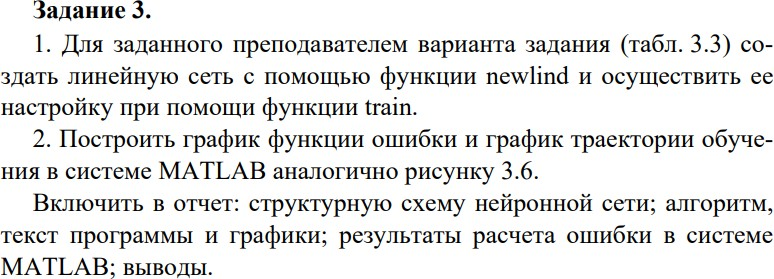 Задание 3.
1. Для заданного преподавателем варианта задания (табл. 3.3) со-
здать линейную сеть с помощью функции newlind и осуществить ее
настройку при помощи функции train.
2. Построить график функции ошибки и график траектории обуче-
ния в системе MATLAB аналогично рисунку 3.6.
Включить в отчет: структурную схему нейронной сети; алгоритм,
текст программы и графики; результаты расчета ошибки в системе
MATLAB; выводы.